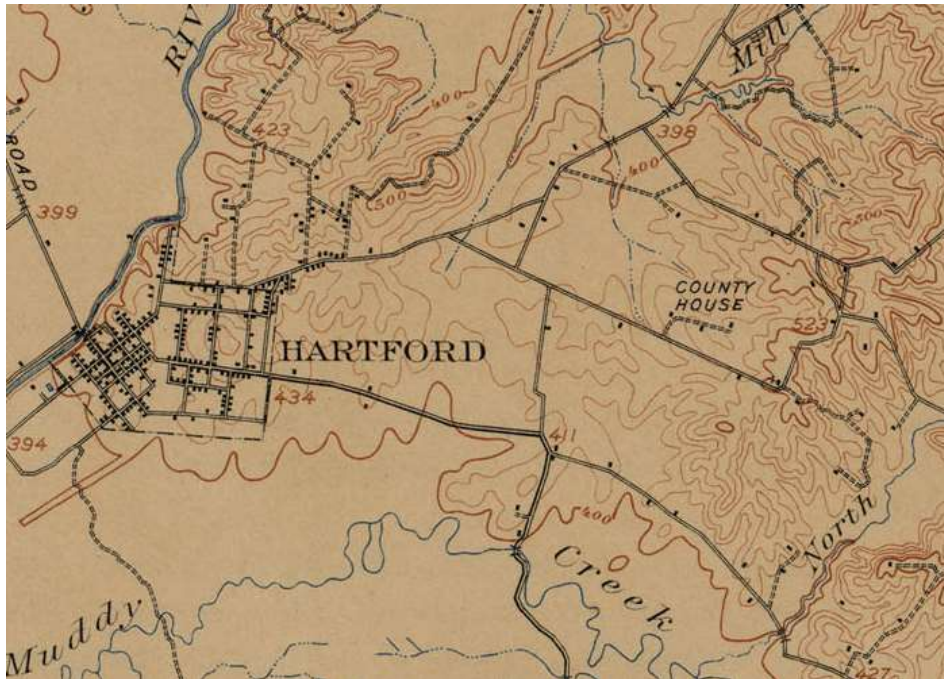 RIV
Mill
423
400
398
ROAD
400
399
500
500
COUNTY
HOUSE
523
HARTFORD
434
394
411
400
North
Creek
Muddy
427